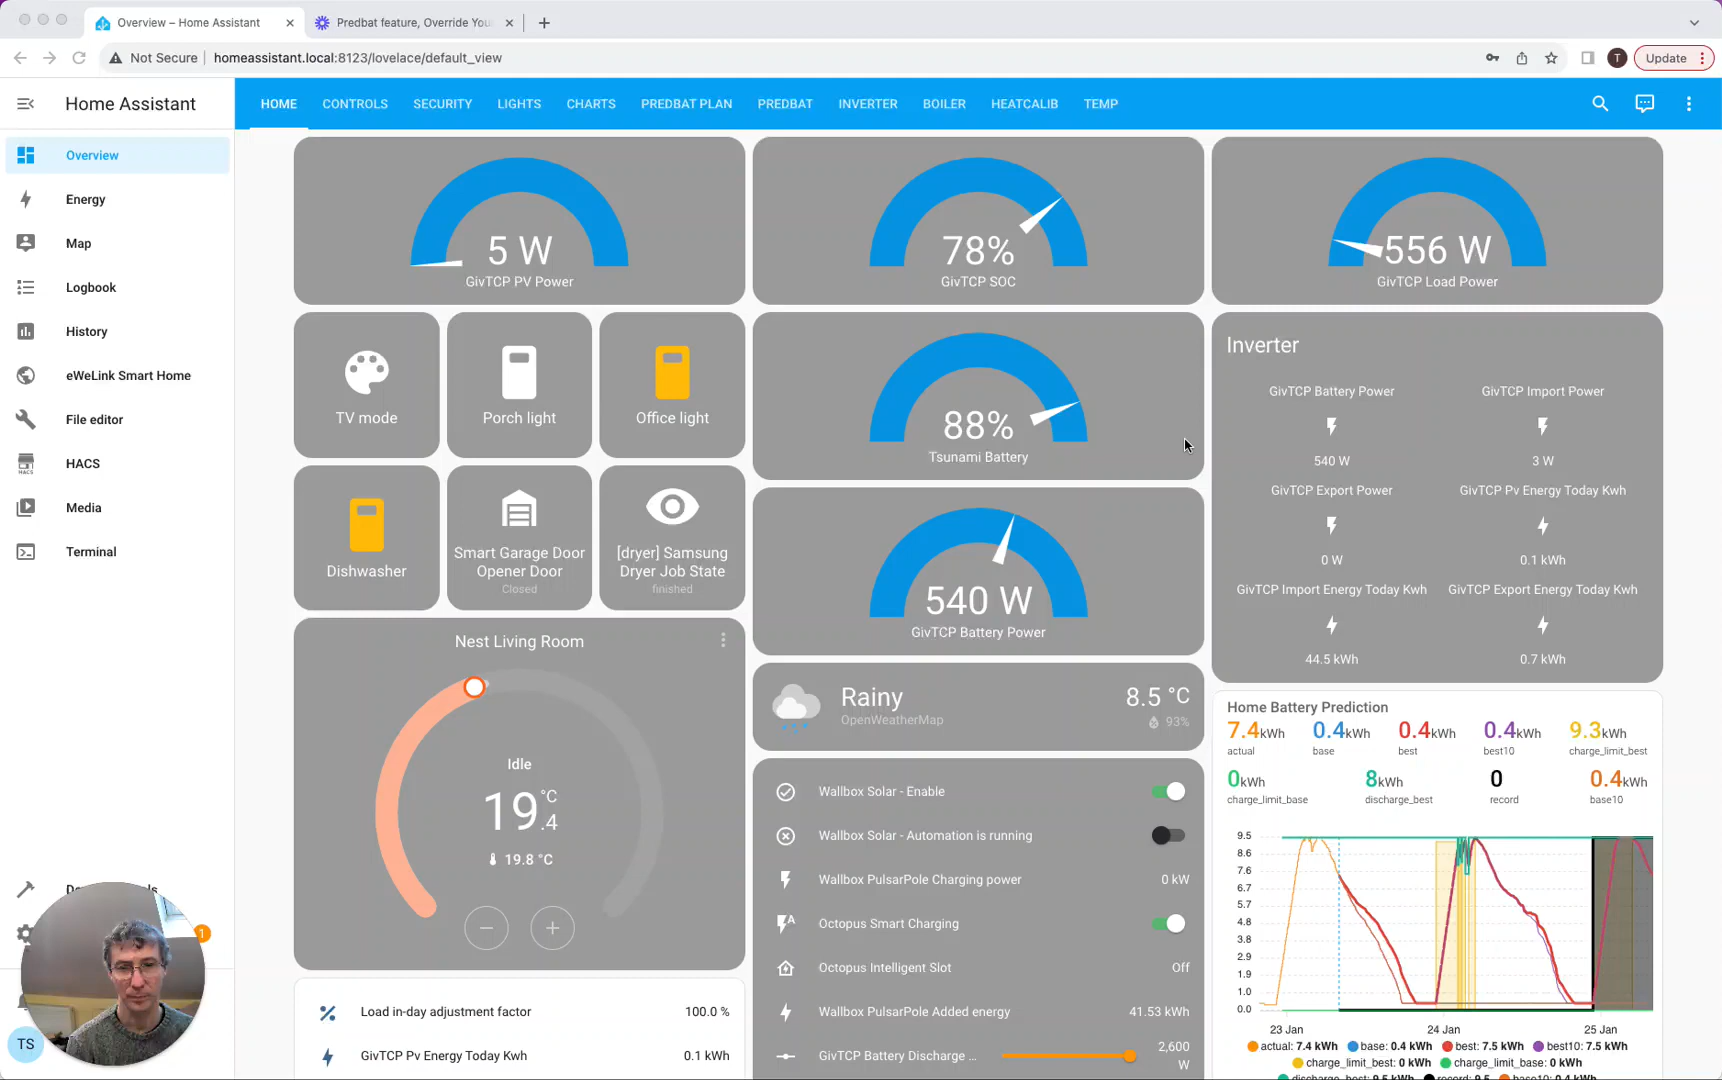 Overview – Home Assistant
Predbat feature, Override You
Not Secure
homeassistant.local:8123/lovelace/default_view
T
Update
Home Assistant
HOME
CONTROLS
SECURITY
LIGHTS
CHARTS
PREDBAT PLAN
PREDBAT
INVERTER
BOILER
HEATCALIB
TEMP
Overview
Energy
Map
Logbook
History
eWeLink Smart Home
File editor
HACS
HACS
Media
Terminal
1
TS
5 W
GivTCP PV Power
78%
GivTCP SOC
556 W
GivTCP Load Power
TV mode
Porch light
Office light
Dishwasher
Smart Garage Door
Opener Door
Closed
[dryer] Samsung
Dryer Job State
finished
Nest Living Room
Idle
19.4 °C
19.8 °C
Load in-day adjustment factor
100.0 %
GivTCP Pv Energy Today Kwh
0.1 kWh
88%
Tsunami Battery
540 W
GivTCP Battery Power
Rainy
OpenWeatherMap
8.5 °C
93%
Wallbox Solar - Enable
Wallbox Solar - Automation is running
Wallbox PulsarPole Charging power
0 kW
Octopus Smart Charging
Octopus Intelligent Slot
Off
Wallbox PulsarPole Added energy
41.53 kWh
GivTCP Battery Discharge ...
2,600
W
Inverter
GivTCP Battery Power
GivTCP Import Power
540 W
3 W
GivTCP Export Power
GivTCP Pv Energy Today Kwh
0 W
0.1 kWh
GivTCP Import Energy Today Kwh
GivTCP Export Energy Today Kwh
44.5 kWh
0.7 kWh
Home Battery Prediction
7.4kWh
0.4kWh
0.4kWh
0.4kWh
9.3kWh
actual
base
best
best10
charge_limit_best
0kWh
8kWh
0
0.4kWh
charge_limit_base
discharge_best
record
base10
9.5
8.6
7.6
6.7
5.7
4.8
3.8
2.9
1.9
1.0
0.0
23 Jan
24 Jan
25 Jan
actual: 7.4 kWh
base: 0.4 kWh
best: 7.5 kWh
best10: 7.5 kWh
charge_limit_best: 0 kWh
charge_limit_base: 0 kWh
discharge_best: 9.5 kWh
record: 9.5
base10: 0.4 kWh